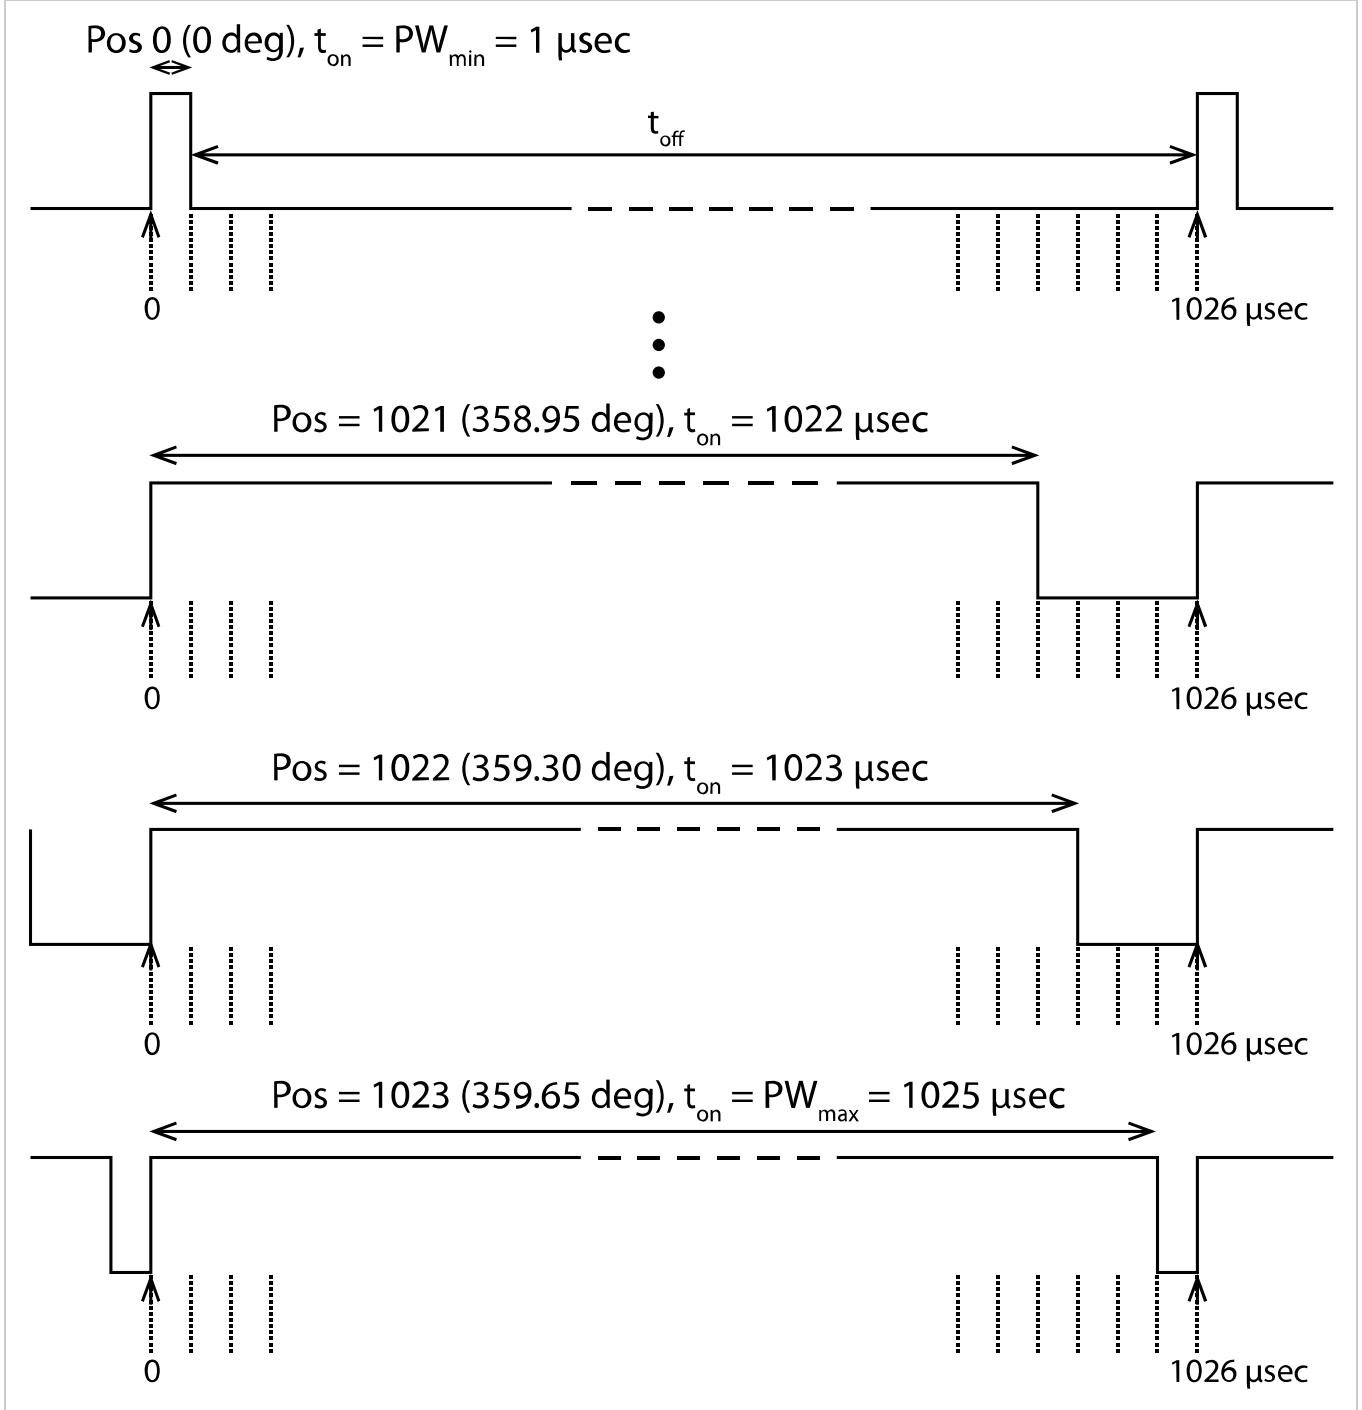 Pos 0 (0 deg), ton = PWmin = 1 µsec
toff
0
1026 µsec
Pos = 1021 (358.95 deg), ton = 1022 µsec
0
1026 µsec
Pos = 1022 (359.30 deg), ton = 1023 µsec
0
1026 µsec
Pos = 1023 (359.65 deg), ton = PWmax = 1025 µsec
0
1026 µsec